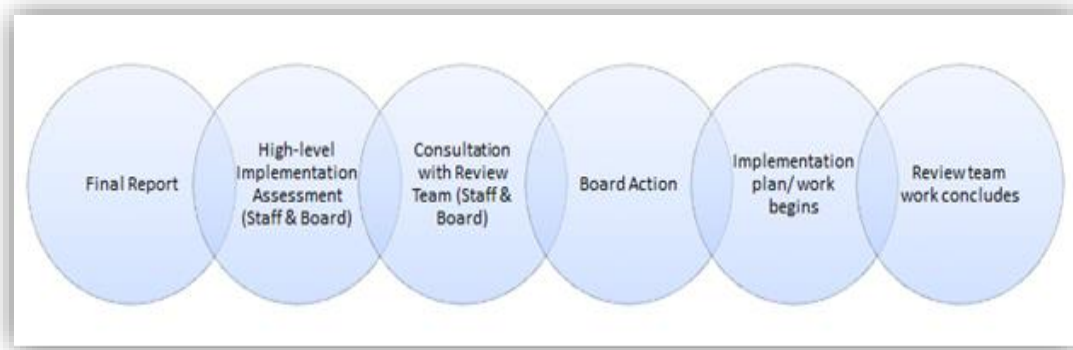 Final Report
High-level
Implementation
Assessment
(Staff & Board)
Consultation
with Review
Team (Staff &
Board)
Board Action
Implementation
plan/ work
begins
Review team
work concludes